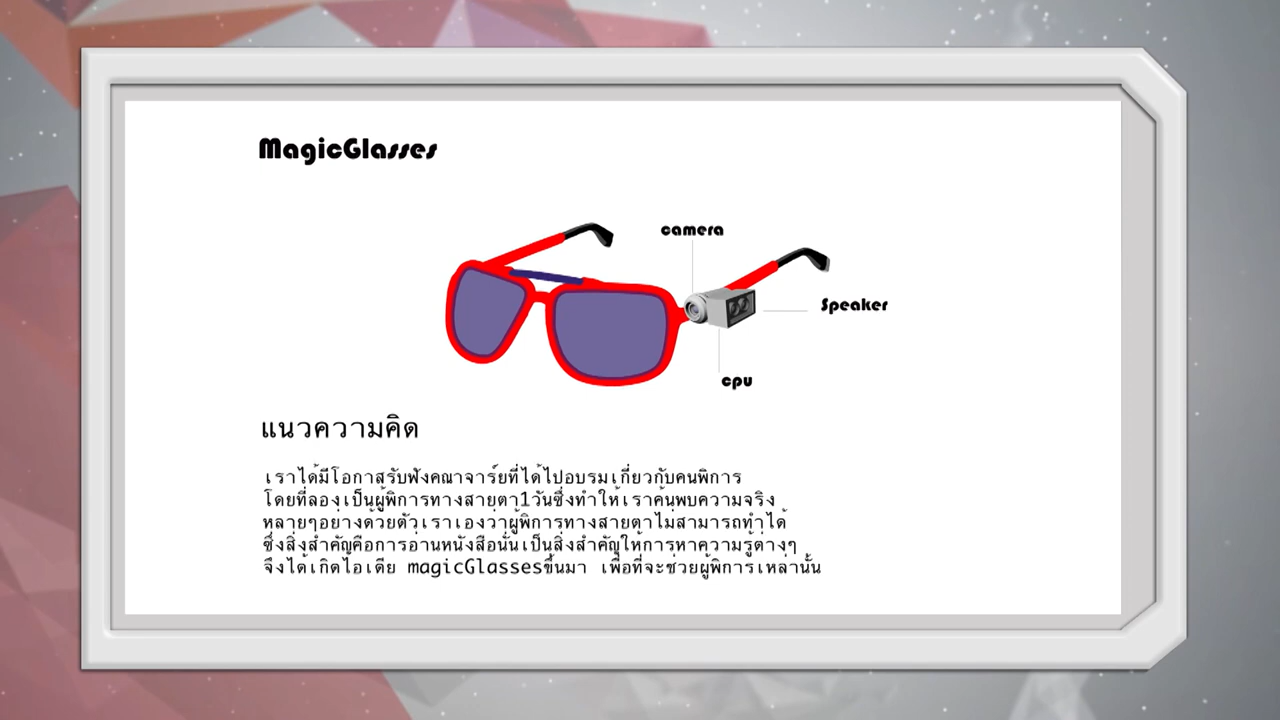 MagicGlasses
camera
Speaker
cpu
แนวความคิด
เราได้มีโอกาสรับฟังคณาจาร์ยที่ได้ไปอบรมเกี่ยวกับคนพิการ
โดยที่ลองเป็นผู้พิการทางสายตา1วันซึ่งทำให้เราค้นพบความจริง
หลายๆอย่างด้วยตัวเราเองว่าผู้พิการทางสายตาไม่สามารถทำได้
ซึ่งสิ่งสำคัญคือการอ่านหนังสือนั่นเป็นสิ่งสำคัญให้การหาความรู้ต่างๆ
จึงได้เกิดไอเดีย magicGlassesขึ้นมา เพื่อที่จะช่วยผู้พิการเหล่านั้น